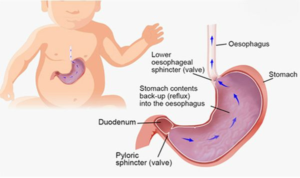 Oesophagus
Lower
oesophageal
sphincter (valve)
Stomach
Stomach contents
back-up (reflux)
into the oesophagus
Duodenum
Pyloric
sphincter (valve)